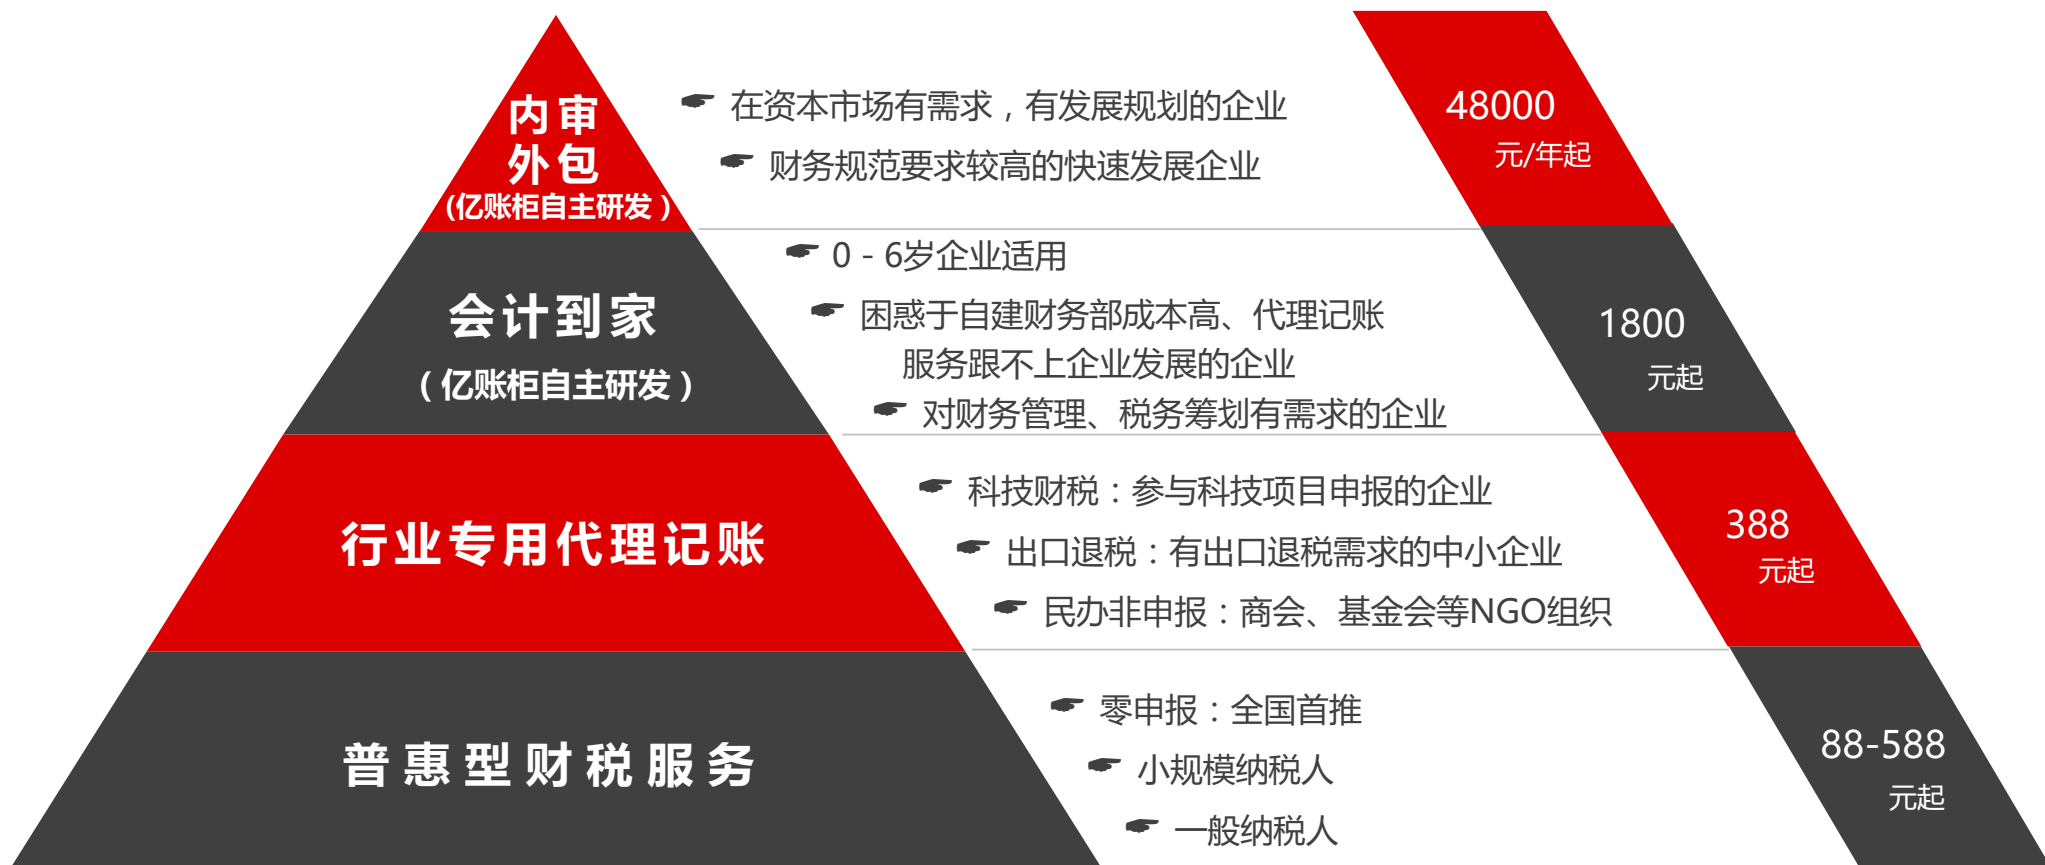 内审
外包
(亿账柜自主研发）
在资本市场有需求，有发展规划的企业
财务规范要求较高的快速发展企业
48000
元/年起
会计到家
（亿账柜自主研发）
0 - 6岁企业适用
困惑于自建财务部成本高、代理记账
服务跟不上企业发展的企业
对财务管理、税务筹划有需求的企业
1800
元起
行业专用代理记账
科技财税：参与科技项目申报的企业
出口退税：有出口退税需求的中小企业
民办非申报：商会、基金会等NGO组织
388
元起
普惠型财税服务
零申报：全国首推
小规模纳税人
一般纳税人
88-588
元起